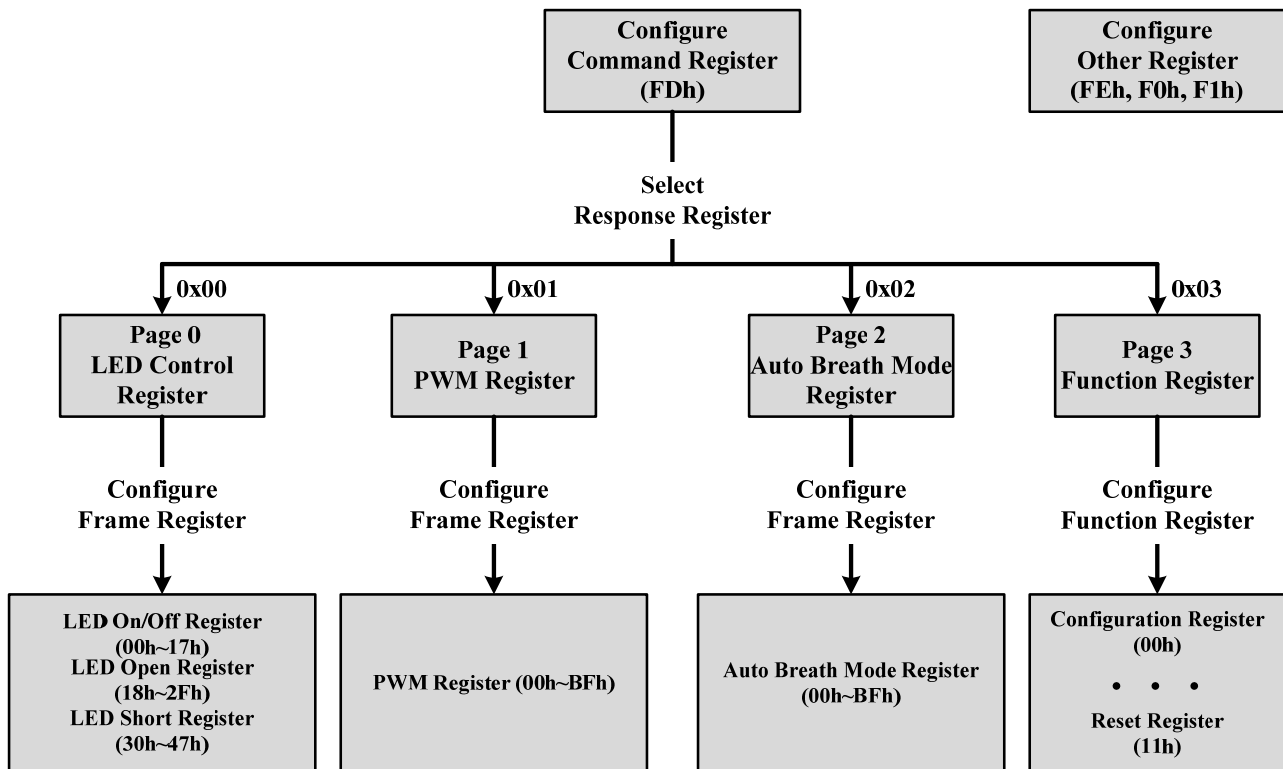 Configure
Command Register
(FDh)
Configure
Other Register
(FEh, F0h, F1h)
Select
Response Register
0x00
0x01
0x02
0x03
Page 0
LED Control
Register
Page 1
PWM Register
Page 2
Auto Breath Mode
Register
Page 3
Function Register
Configure
Frame Register
Configure
Frame Register
Configure
Frame Register
Configure
Function Register
LED On/Off Register
(00h~17h)
LED Open Register
(18h~2Fh)
LED Short Register
(30h~47h)
PWM Register (00h~BFh)
Auto Breath Mode Register
(00h~BFh)
Configuration Register
(00h)
• • •
Reset Register
(11h)